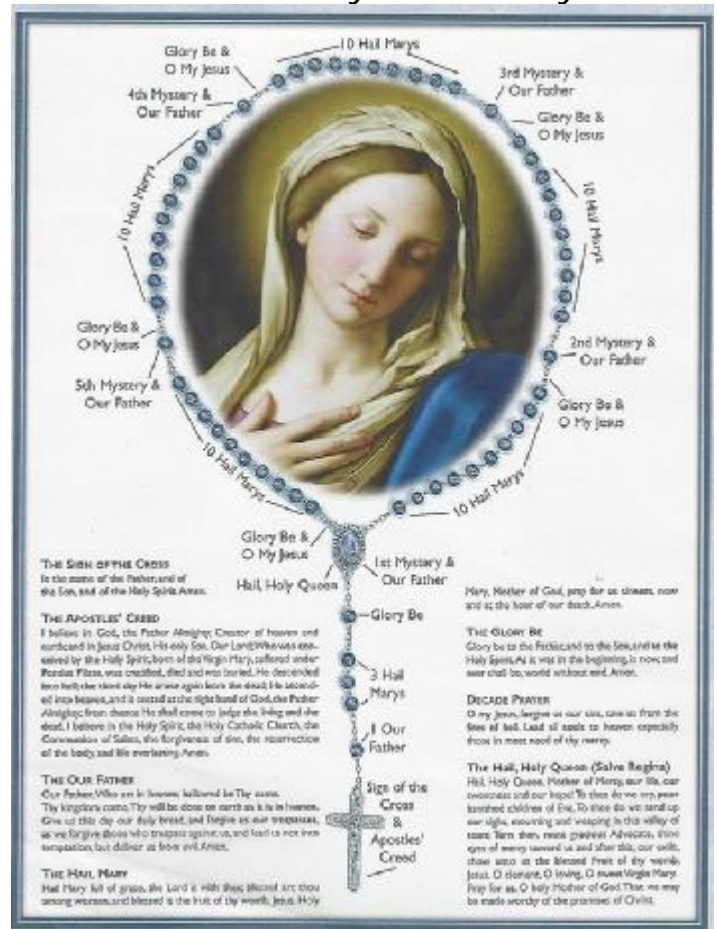 10 Hail Marys
Glory Be &
O My Jesus
4th Mystery &
Our Father
3rd Mystery &
Our Father
Glory Be &
O My Jesus
10 Hail Marys
10 Hail Marys
Glory Be &
O My Jesus
5th Mystery &
Our Father
2nd Mystery &
Our Father
Glory Be &
O My Jesus
10 Hail Marys
10 Hail Marys
Glory Be &
O My Jesus
Hail, Holy Queen
1st Mystery &
Our Father
Glory Be
3 Hail
Marys
1 Our
Father
Sign of the
Cross
&
Apostles'
Creed
THE SIGN OF THE CROSS
In the name of the Father, and of
the Son, and of the Holy Spirit. Amen.
THE APOSTLES' CREED
I believe in God, the Father Almighty, Creator of heaven and
earth; and in Jesus Christ, His only Son, Our Lord; Who was con-
ceived by the Holy Spirit, born of the Virgin Mary, suffered under
Pontius Pilate, was crucified, died and was buried. He descended
into hell; the third day He arose again from the dead; He ascend-
ed into heaven, and is seated at the right hand of God, the Father
Almighty; from thence He shall come to judge the living and the
dead. I believe in the Holy Spirit, the Holy Catholic Church, the
Communion of Saints, the forgiveness of sins, the resurrection
of the body, and life everlasting. Amen.
THE OUR FATHER
Our Father, Who art in heaven; hallowed be Thy name.
Thy kingdom come, Thy will be done on earth as it is in heaven.
Give us this day our daily bread, and forgive us our trespasses,
as we forgive those who trespass against us, and lead us not into
temptation, but deliver us from evil. Amen.
THE HAIL MARY
Hail Mary full of grace, the Lord is with thee; blessed art thou
among women, and blessed is the fruit of thy womb, Jesus. Holy
Mary, Mother of God, pray for us sinners, now
and at the hour of our death. Amen.
THE GLORY BE
Glory be to the Father, and to the Son, and to the
Holy Spirit. As it was in the beginning, is now, and
ever shall be, world without end. Amen.
DECADE PRAYER
O my Jesus, forgive us our sins, save us from the
fires of hell. Lead all souls to heaven especially
those in most need of thy mercy.
The Hail, Holy Queen (Salve Regina)
Hail, Holy Queen, Mother of Mercy, our life, our
sweetness and our hope! To thee do we cry, poor
banished children of Eve. To thee do we send up
our sighs, mourning and weeping in this valley of
tears. Turn then, most gracious Advocate, thine
eyes of mercy toward us and after this, our exile,
show unto us the blessed Fruit of thy womb,
Jesus. O clement, O loving, O sweet Virgin Mary.
Pray for us, O holy Mother of God. That we may
be made worthy of the promises of Christ.